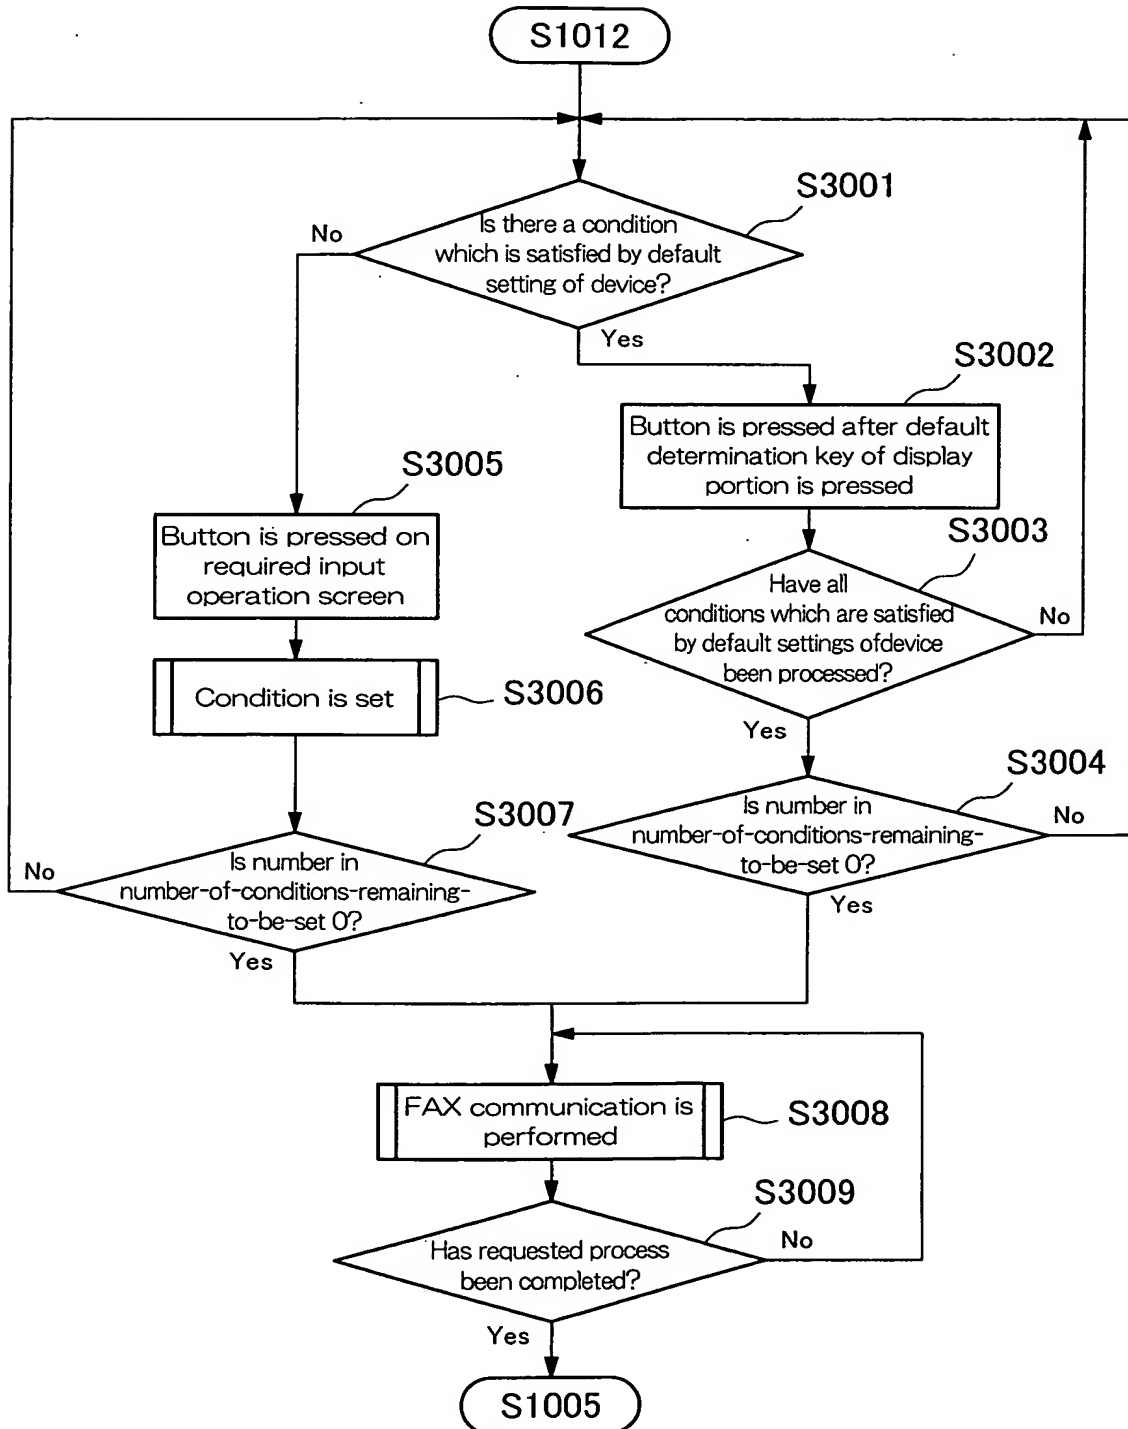 S1012
S3001
Is there a condition
which is satisfied by default
setting of device?
No
Yes
S3002
Button is pressed after default
determination key of display
portion is pressed
S3005
Button is pressed on
required input
operation screen
S3003
Have all
conditions which are satisfied
by default settings ofdevice
been processed?
No
Yes
Condition is set
S3006
S3004
Is number in
number-of-conditions-remaining-
to-be-set 0?
No
Yes
S3007
Is number in
number-of-conditions-remaining-
to-be-set 0?
No
Yes
FAX communication is
performed
S3008
S3009
Has requested process
been completed?
No
Yes
S1005